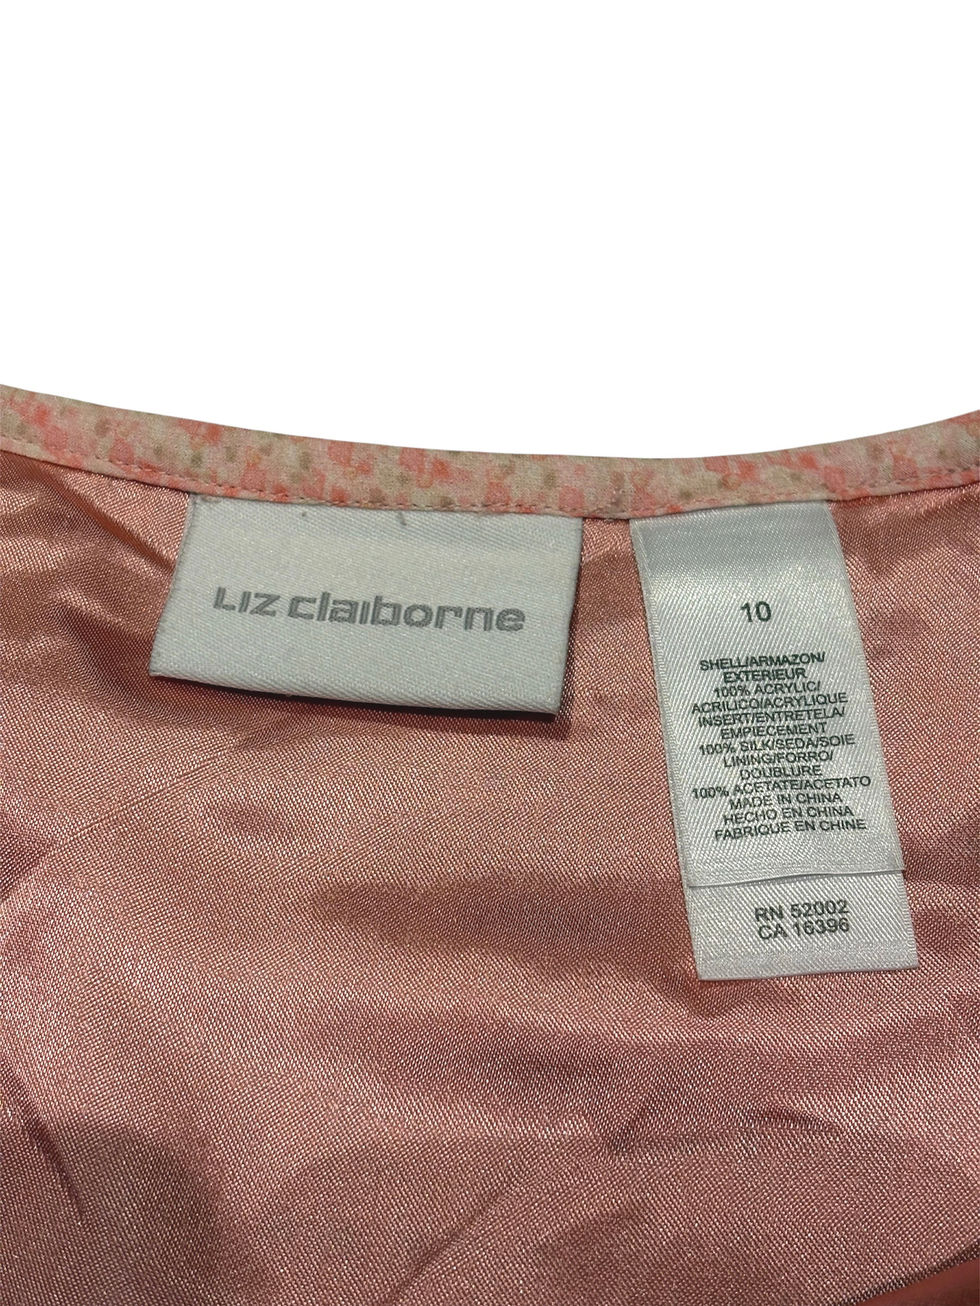 LIZ claiborne
10
SHELL/ARMAZON/
EXTERIEUR
100% ACRYLIC/
ACRILICO/ACRYLIQUE
INSERT/ENTRETELA/
EMPIECEMENT
100% SILK/SEDA/SOIE
LINING/FORRO/
DOUBLURE
100% ACETATE/ACETATO
MADE IN CHINA
HECHO EN CHINA
FABRIQUE EN CHINE
RN 52002
CA 16396